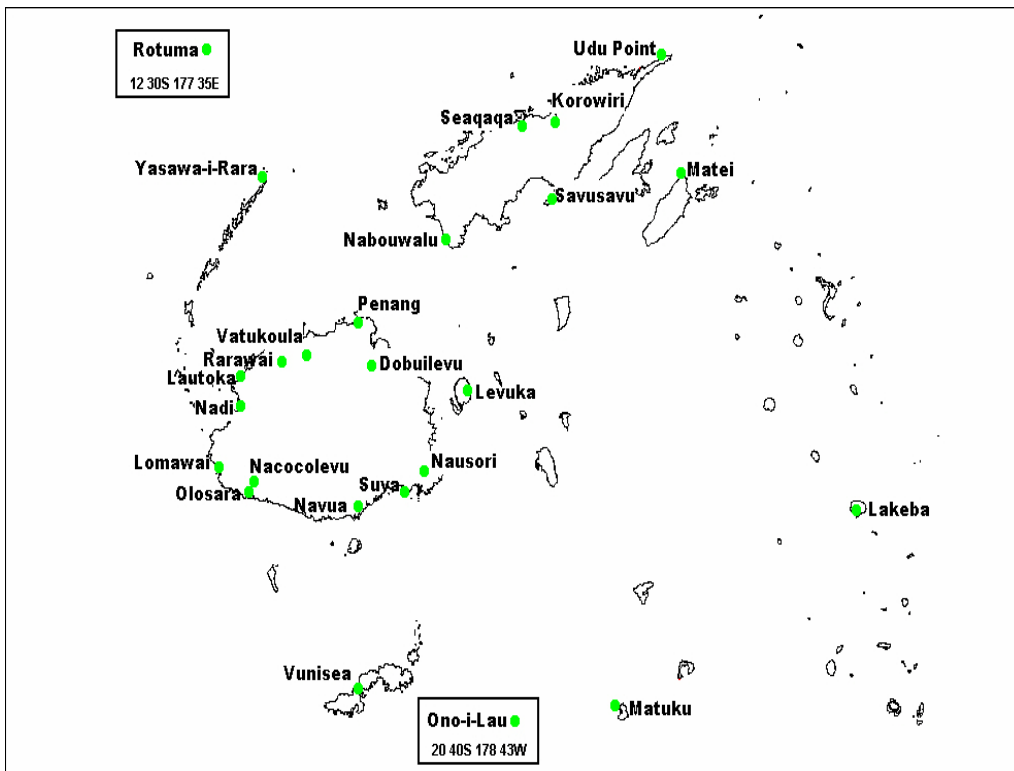 Rotuma
12 30S 177 35E
Udu Point
Korowiri
Seaqaqa
Yasawa-i-Rara
Matei
Savusavu
Nabouwalu
Penang
Vatukoula
Rarawai
Dobuilevu
Lautoka
Levuka
Nadi
Lomawai
Nacocolevu
Nausori
Suva
Olosara
Navua
Lakeba
Vunisea
Ono-i-Lau
20 40S 178 43W
Matuku